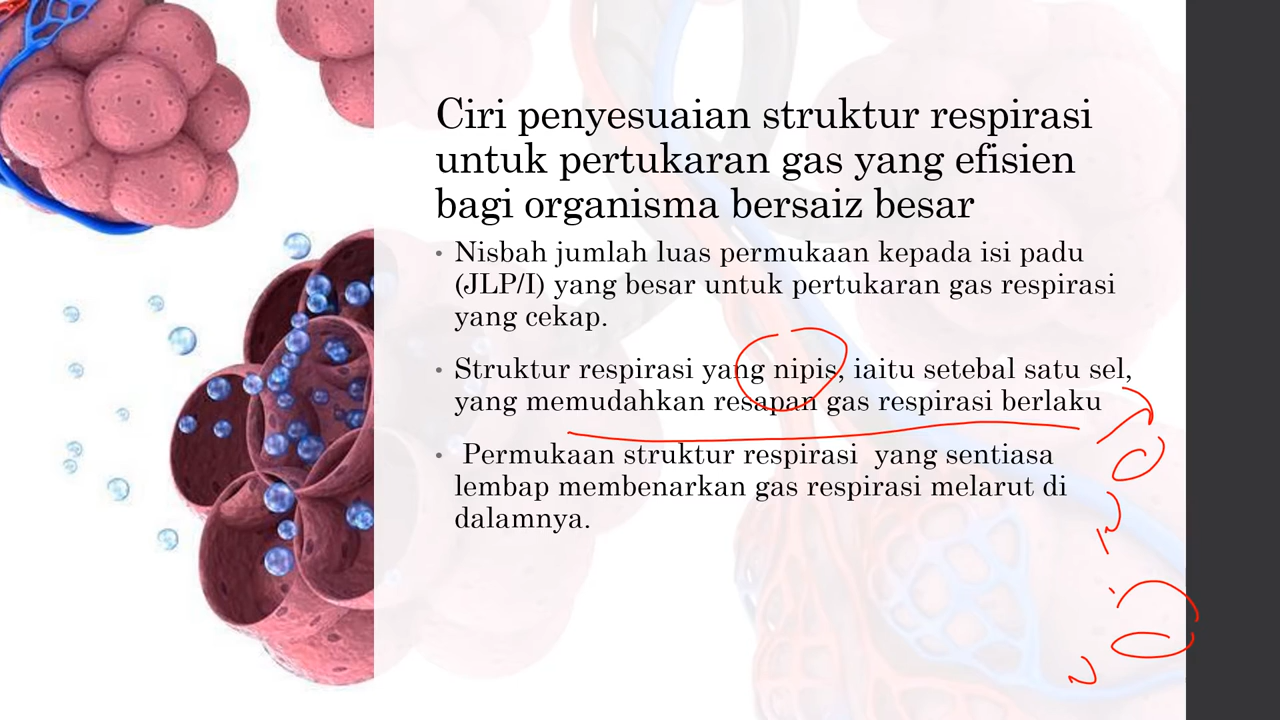 Ciri penyesuaian struktur respirasi
untuk pertukaran gas yang efisien
bagi organisma bersaiz besar
• Nisbah jumlah luas permukaan kepada isi padu
(JLP/I) yang besar untuk pertukaran gas respirasi
yang cekap.
• Struktur respirasi yang nipis, iaitu setebal satu sel,
yang memudahkan resapan gas respirasi berlaku
• Permukaan struktur respirasi yang sentiasa
lembap membenarkan gas respirasi melarut di
dalamnya.